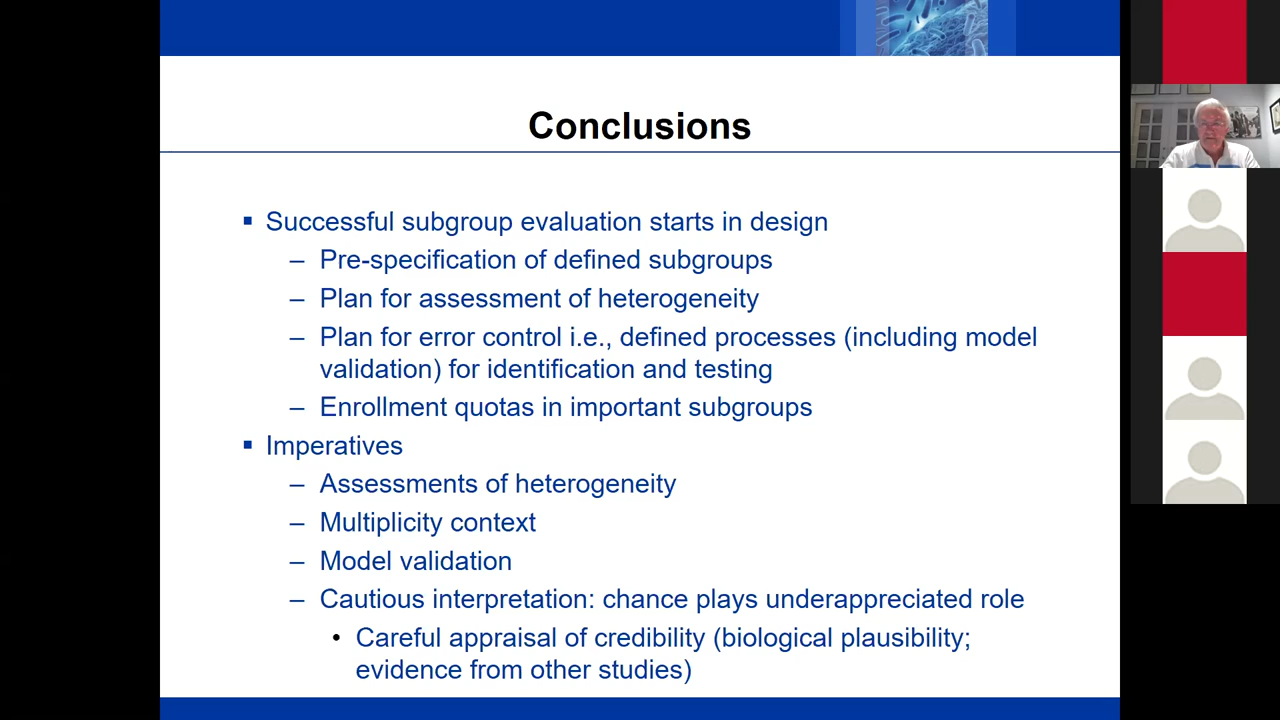 Conclusions
▪ Successful subgroup evaluation starts in design
– Pre-specification of defined subgroups
– Plan for assessment of heterogeneity
– Plan for error control i.e., defined processes (including model
validation) for identification and testing
– Enrollment quotas in important subgroups
▪ Imperatives
– Assessments of heterogeneity
– Multiplicity context
– Model validation
– Cautious interpretation: chance plays underappreciated role
• Careful appraisal of credibility (biological plausibility;
evidence from other studies)